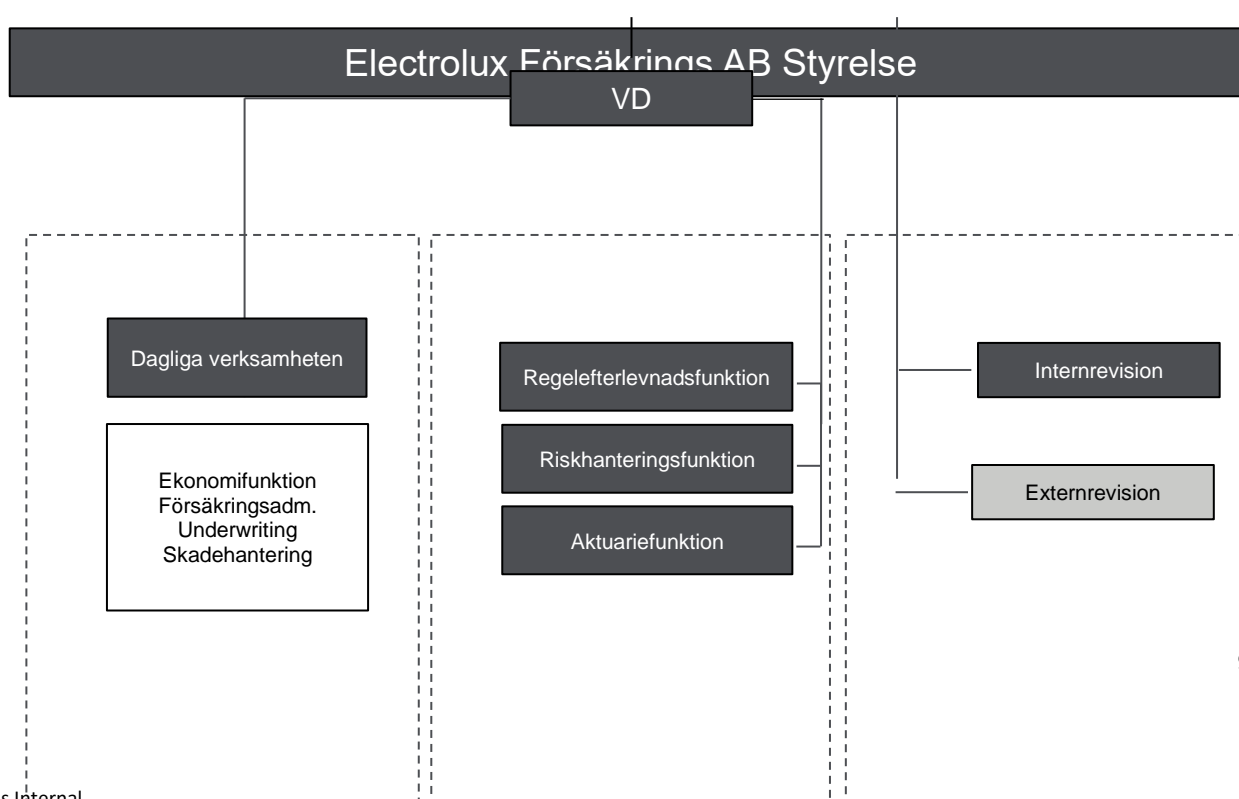 Electrolux Försäkrings AB Styrelse
VD
Dagliga verksamheten
Ekonomifunktion
Försäkringsadm.
Underwriting
Skadehantering
Regelefterlevnadsfunktion
Riskhanteringsfunktion
Aktuariefunktion
Internrevision
Externrevision
s Internal